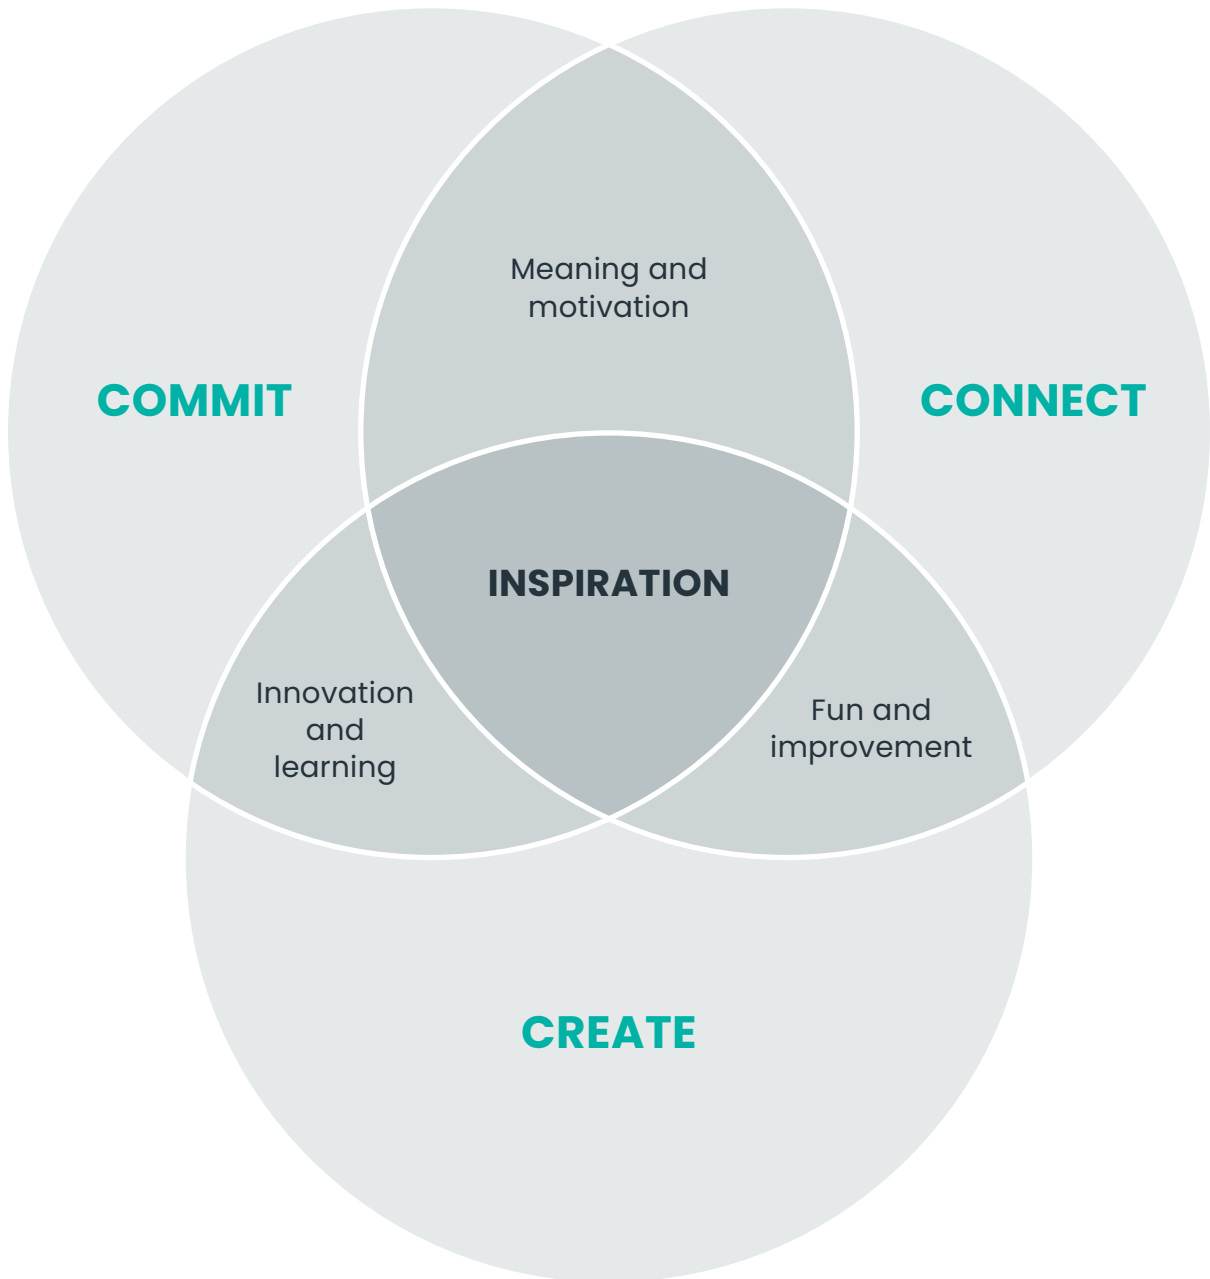 Meaning and
motivation
COMMIT
CONNECT
INSPIRATION
Innovation
and
learning
Fun and
improvement
CREATE